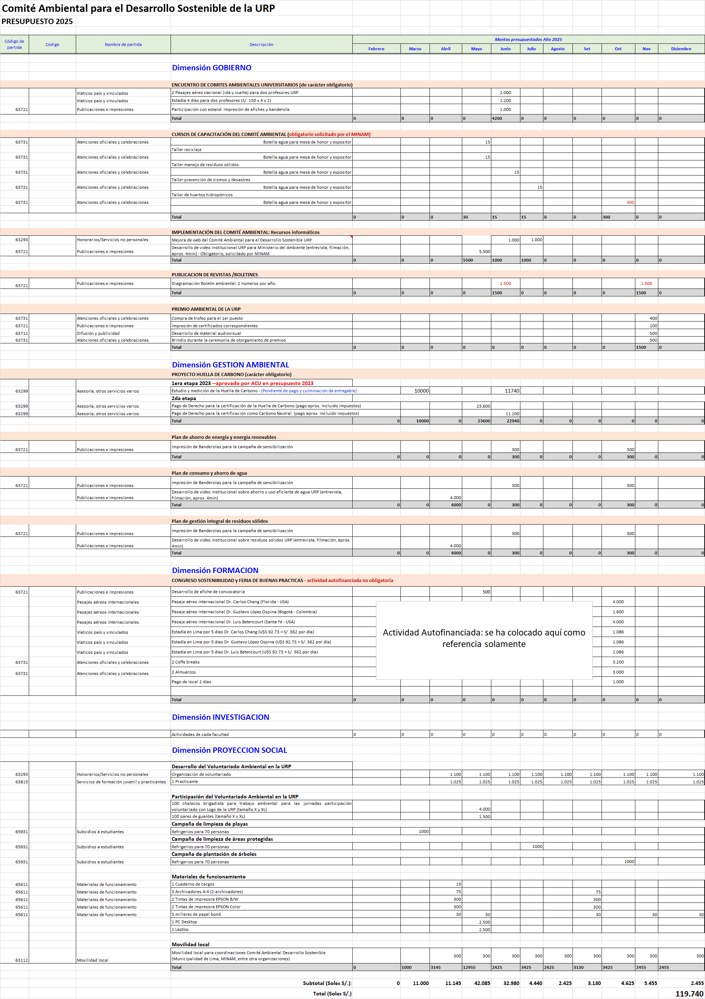 Comité Ambiental para el Desarrollo Sostenible de la URP
PRESUPUESTO 2025
Código de partida Código Nombre de partida Descripción Montos presupuestados Año 2025
Febrero Marzo Abril Mayo Junio Julio Agosto Set Oct Nov Diciembre
Dimensión GOBIERNO
ENCUENTRO DE COMITES AMBIENTALES UNIVERSITARIOS (de carácter obligatorio)
Víaticos país y vinculados 2 Pasajes aéreo nacional (ida y vuelta) para dos profesores URP 2.000
Víaticos país y vinculados Estadía 4 días para dos profesores (S/. 150 x 4 x 2) 1.200
63721 Publicaciones e impresiones Participación con estand: Impresión de afiches y banderola 1.000
Total 0 0 0 0 4200 0 0 0 0 0 0
CURSOS DE CAPACITACIÓN DEL COMITÉ AMBIENTAL (obligatorio solicitado por el MINAM)
63731 Atenciones oficiales y celebraciones Botella agua para mesa de honor y expositor 15
Taller reciclaje
63731 Atenciones oficiales y celebraciones Botella agua para mesa de honor y expositor 15
Taller manejo de residuos sólidos
63731 Atenciones oficiales y celebraciones Botella agua para mesa de honor y expositor 15
Taller prevención de sismos y desastres
63731 Atenciones oficiales y celebraciones Botella agua para mesa de honor y expositor 15
Taller de huertos hidropónicos
63731 Atenciones oficiales y celebraciones Botella agua para mesa de honor y expositor 300
Total 0 0 0 30 15 15 0 0 300 0 0
IMPLEMENTACIÓN DEL COMITÉ AMBIENTAL: Recursos informáticos
63293 Honorarios/Servicios no personales Mejora de web del Comitè Ambiental para el Desarrollo Sostenible URP 1.000 1.000
63721 Publicaciones e impresiones Desarrollo de video institucional URP para Ministerio del Ambiente (entrevista, filmación, aprox. 4min) - Obligatorio, solicitado por MINAM 5.500
Total 0 0 0 5500 1000 1000 0 0 0 0 0
PUBLICACION DE REVISTAS /BOLETINES
63721 Publicaciones e impresiones Diagramación Boletín ambiental, 2 números por año. 1.500 1.500
Total 0 0 0 0 1500 0 0 0 0 1500 0
PREMIO AMBIENTAL DE LA URP
63731 Atenciones oficiales y celebraciones Compra de trofeo para el 1er puesto 400
63721 Publicaciones e impresiones Impresión de certificados correspondientes 100
63711 Difusión y publicidad Desarrollo de material audiovisual 500
63731 Atenciones oficiales y celebraciones Brindis durante la ceremonia de otorgamiento de premios 500
Total 0 0 0 0 0 0 0 0 0 1500 0
Dimensión GESTION AMBIENTAL
PROYECTO HUELLA DE CARBONO (carácter obligatorio)
1era etapa 2023 --aprovado por ACU en presupuesto 2023
63299 Asesoría, otros servicios varios Estudio y medición de la Huella de Carbono - (Pendiente de pago y culminación de entregable) 10000 11740
2da etapa
63299 Asesoría, otros servicios varios Pago de Derecho para la certificación de la Huella de Carbono (pago aprox. Incluido impuestos) 23.600
63299 Asesoría, otros servicios varios Pago de Derecho para la certificación como Carbono Neutral (pago aprox. Incluido impuestos) 11.200
Total 0 10000 0 23600 22940 0 0 0 0 0 0
Plan de ahorro de energía y energía renovables
63721 Publicaciones e impresiones Impresión de Banderolas para la campaña de sensibilización 300 300
Total 0 0 0 0 300 0 0 0 300 0 0
Plan de consumo y ahorro de agua
63721 Publicaciones e impresiones Impresión de Banderolas para la campaña de sensibilización 300 300
Publicaciones e impresiones Desarrollo de video institucional sobre ahorro y uso eficiente de agua URP (entrevista, filmación, aprox. 4min) 4.000
Total 0 0 4000 0 300 0 0 0 300 0 0
Plan de gestión integral de residuos sólidos
63721 Publicaciones e impresiones Impresión de Banderolas para la campaña de sensibilización 300 300
Publicaciones e impresiones Desarrollo de video institucional sobre residuos sólidos URP (entrevista, filmación, aprox. 4min) 4.000
Total 0 0 4000 0 300 0 0 0 300 0 0
Dimensión FORMACION
CONGRESO SOSTENIBILIDAD y FERIA DE BUENAS PRACTICAS - actividad autofinanciada no obligatoria
63721 Publicaciones e impresiones Desarrollo de afiche de convocatoria 500
Pasajes aéreos internacionales Pasaje aéreo internacional Dr. Carlos Chang (Florida - USA) 4.000
Pasajes aéreos internacionales Pasaje aéreo internacional Dr. Gustavo López Ospina (Bogotá - Colombia) 1.600
Pasajes aéreos internacionales Pasaje aéreo internacional Dr. Luis Betencourt (Santa Fé - USA) 4.000
Víaticos país y vinculados Estadía en Lima por 5 días Dr. Carlos Chang (U$S 92.73 = S/. 362 por día) 1.086
Víaticos país y vinculados Estadía en Lima por 5 días Dr. Gustavo López Ospina (U$S 92.73 = S/. 362 por día) 1.086
Víaticos país y vinculados Estadía en Lima por 5 días Dr. Luis Betencourt (U$S 92.73 = S/. 362 por día) 1.086
63731 Atenciones oficiales y celebraciones 2 Coffe breaks 3.200
63731 Atenciones oficiales y celebraciones 2 Almuerzos 3.000
Pago de local 2 días 1.000
Actividad Autofinanciada: se ha colocado aquí como
referencia solamente
Total 0 0 0 0 0 0 0 0 0 0 0
Dimensión INVESTIGACION
Actividades de cada facultad 0 0 0 0 0 0 0 0 0 0 0
Dimensión PROYECCION SOCIAL
Desarrollo del Voluntariado Ambiental en la URP
63293 Honorarios/Servicios no personales Organización de voluntariado 1.100 1.100 1.100 1.100 1.100 1.100 1.100 1.100 1.100
63815 Servicios de formación juvenil y practicantes 1 Practicante 1.025 1.025 1.025 1.025 1.025 1.025 1.025 1.025 1.025
Participación del Voluntariado Ambiental en la URP
100 chalecos brigadista para trabajo ambiental para las jornadas participación voluntariado con Logo de la URP (tamaño X y XL) 4.000
100 pares de guantes (tamaño X y XL) 1.500
Campaña de limpieza de playas
65931 Subsidios a estudiantes Refrigerios para 70 personas 1000
Campaña de limpieza de áreas protegidas
65931 Subsidios a estudiantes Refrigerios para 70 personas 1000
Campaña de plantación de árboles
65931 Subsidios a estudiantes Refrigerios para 70 personas 1000
Materiales de funcionamiento
65611 Materiales de funcionamiento 1 Cuaderno de cargos 15
65611 Materiales de funcionamiento 3 Archivadores A-4 (2 archivadores) 75 75
65611 Materiales de funcionamiento 2 Tintas de impresora EPSON B/W 300 300
65611 Materiales de funcionamiento 2 Tintas de impresora EPSON Color 300 300
65611 Materiales de funcionamiento 5 millares de papel bond 30 30 30 30 30
1 PC Desktop 2.500
1 Laptop 2.500
Movilidad local
63112 Movilidad local Movilidad local para coordinaciones Comité Ambiental Desarrollo Sostenible (Municipalidad de Lima, MINAM, entre otra organizaciones) 300 300 300 300 300 300 300 300 300
Total 0 1000 3145 12955 2425 3425 2425 3130 3425 2455 2455
Subtotal (Soles S/.): 0 11.000 11.145 42.085 32.980 4.440 2.425 3.130 4.625 5.455 2.455
Total (Soles S/.) 119.740